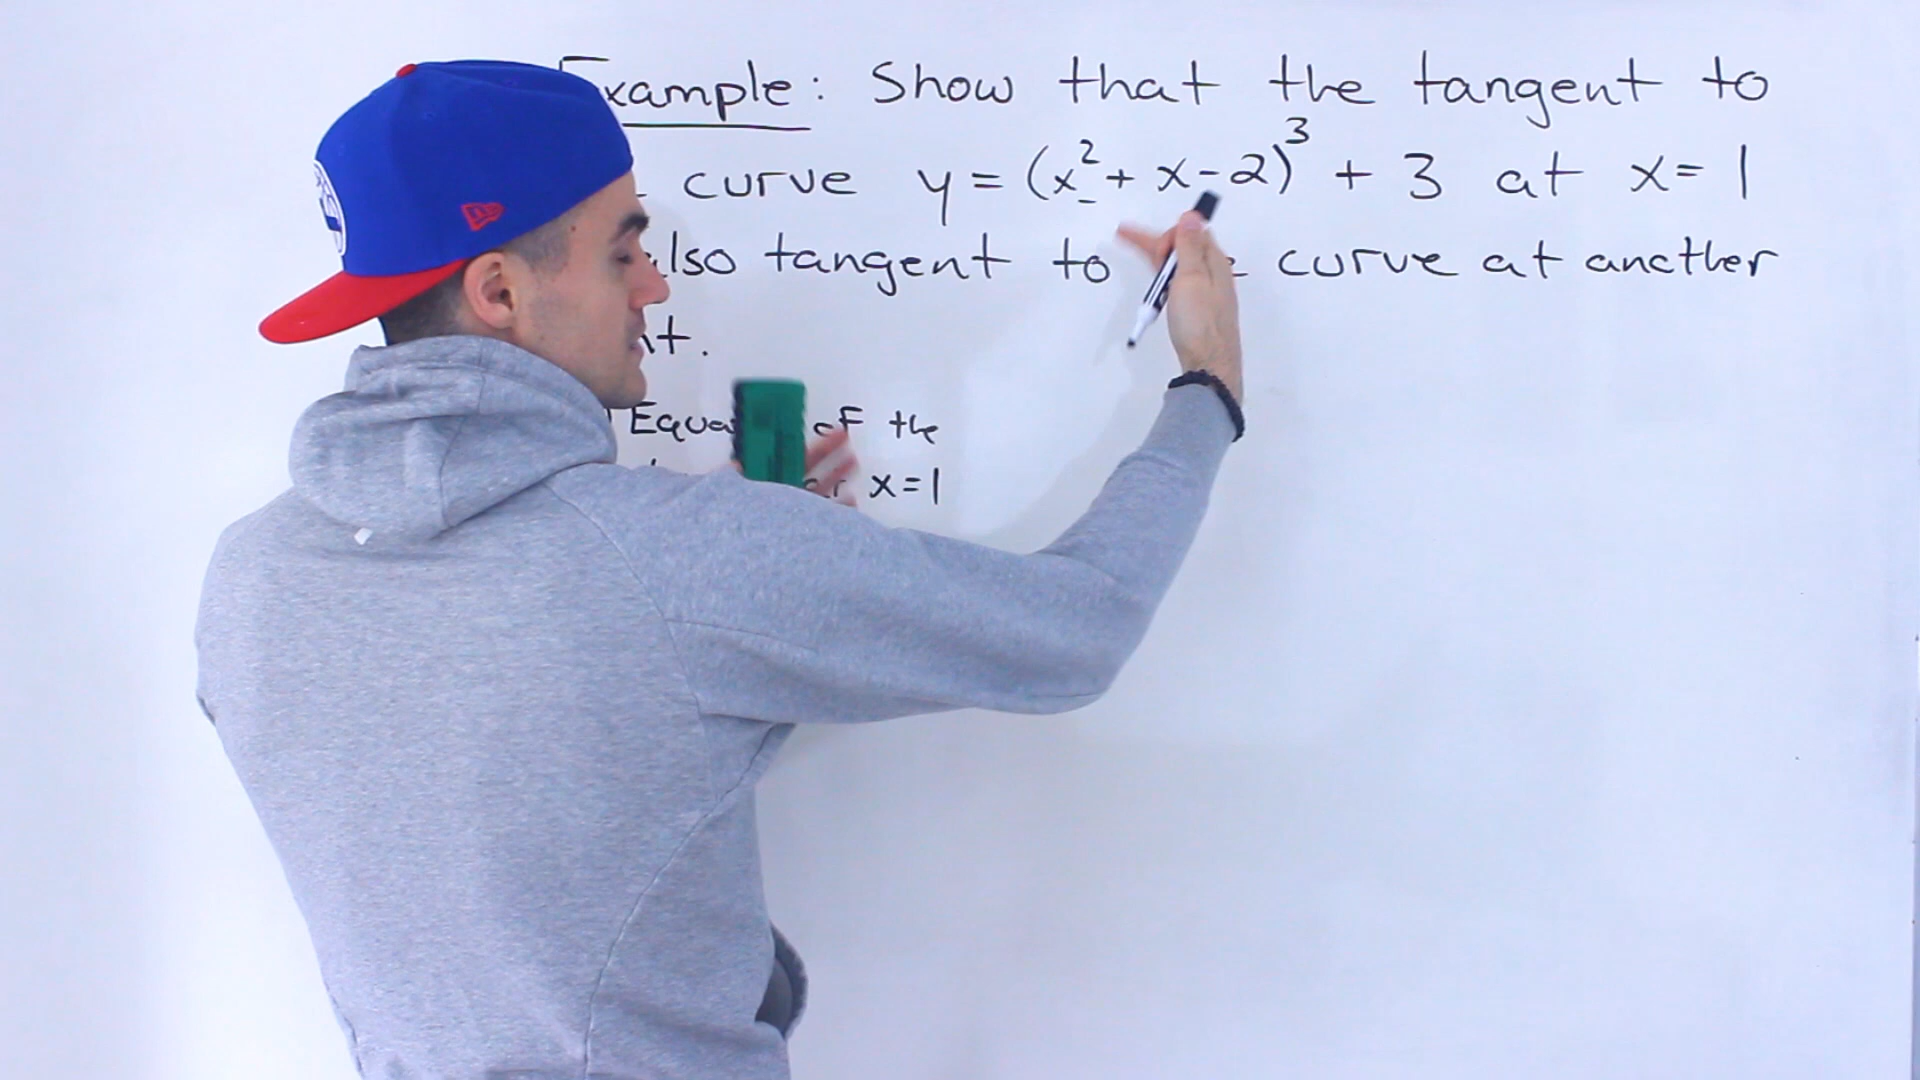 Example: Show that the tangent to
curve y = (x² + x - 2)³ + 3 at x = 1
also tangent to curve at another
Equa of the
x=1